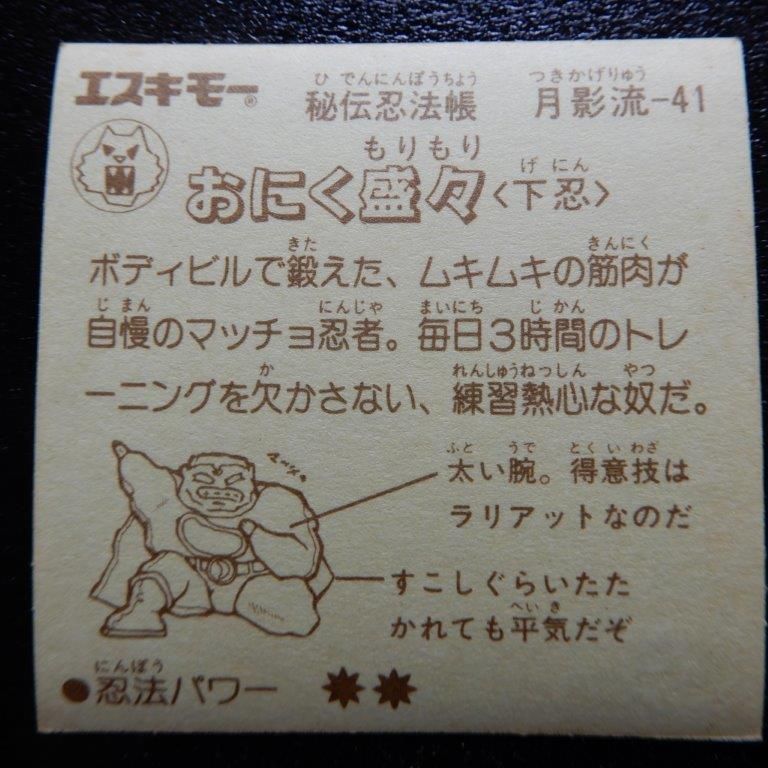 エスキモー® 秘伝忍法帳 月影流-41
ひでんにんぽうちょう つきかげりゅう
もりもり
おにく盛々〈下忍〉
げにん
きた きんにく
ボディビルで鍛えた、ムキムキの筋肉が
じまん にんじゃ まいにち じかん
自慢のマッチョ忍者。毎日3時間のトレ
か れんしゅうねっしん やつ
ーニングを欠かさない、練習熱心な奴だ。
ふと うで とくいわざ
太い腕。得意技は
ラリアットなのだ
すこしぐらいたた
へいき
かれても平気だぞ
にんぽう
●忍法パワー